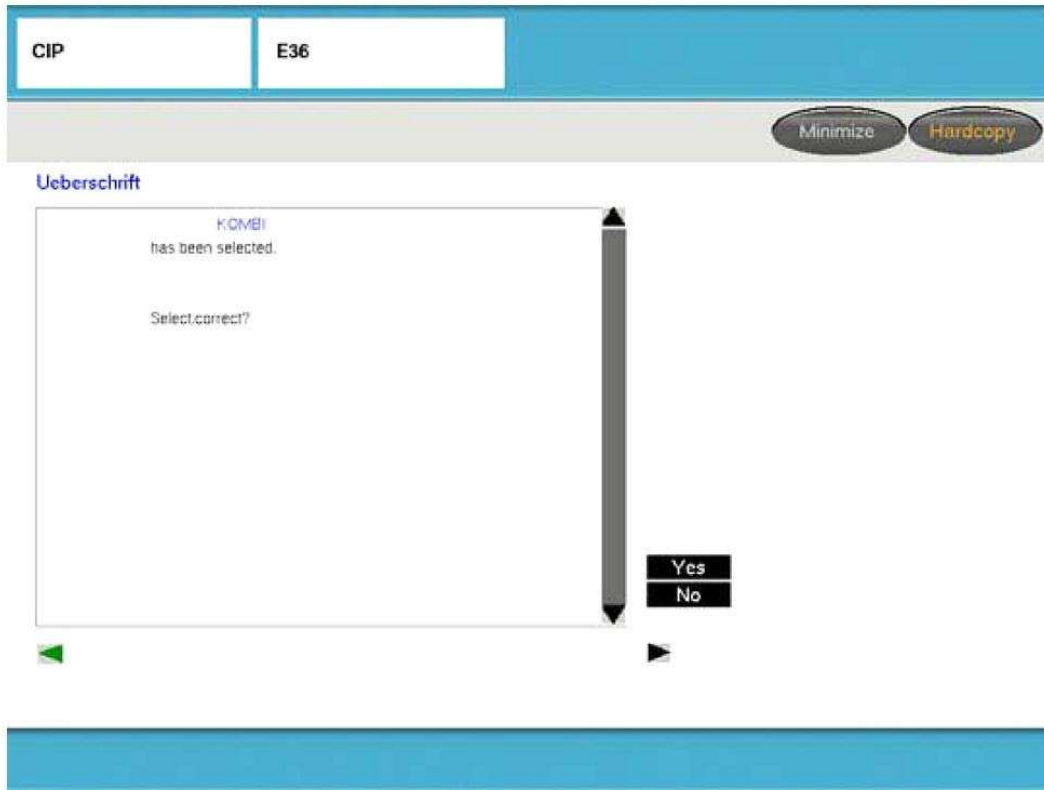 CIP
E36
Minimize
Hardcopy
Ueberschrift
KOMBI
has been selected.
Select.correct?
Yes
No